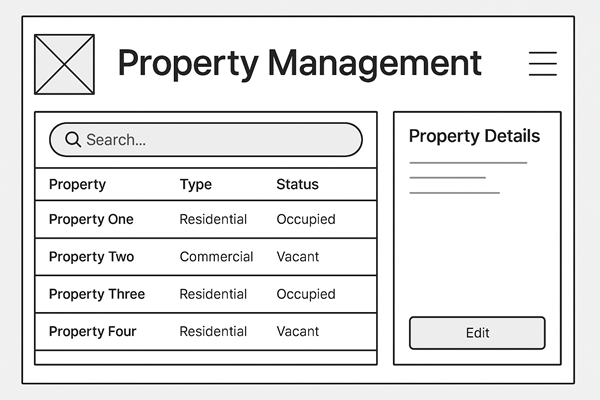 Property Management
Search...
Property Type Status
Property One Residential Occupied
Property Two Commercial Vacant
Property Three Residential Occupied
Property Four Residential Vacant
Property Details
Edit